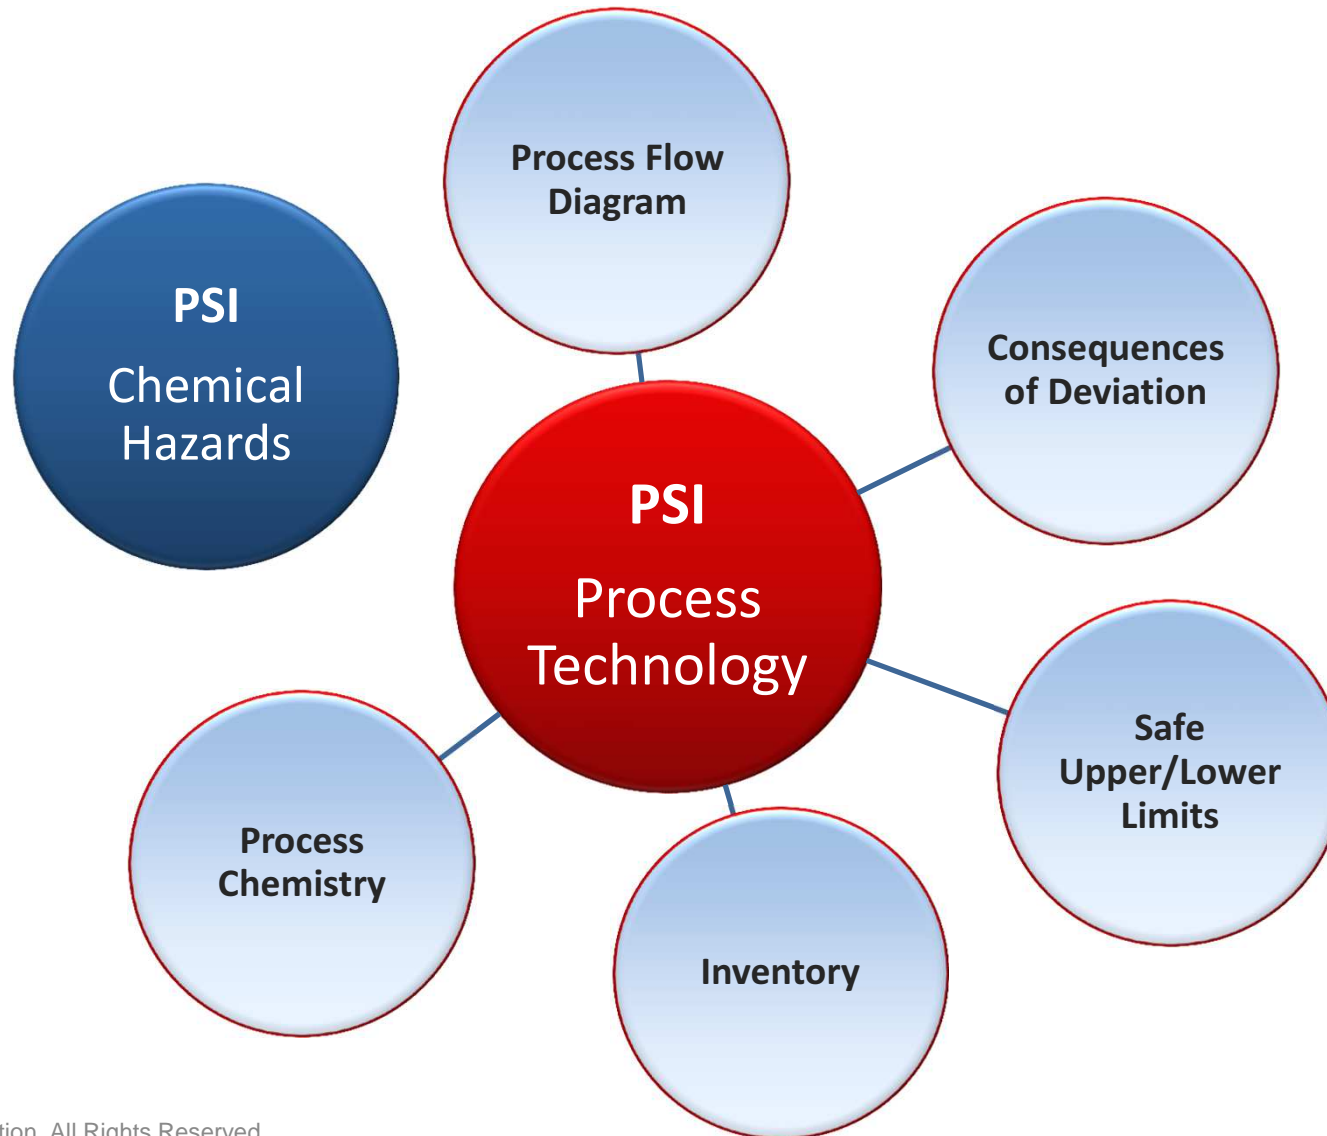 Process Flow
Diagram
PSI
Chemical
Hazards
Consequences
of Deviation
PSI
Process
Technology
Safe
Upper/Lower
Limits
Process
Chemistry
Inventory
All Rights Reserved